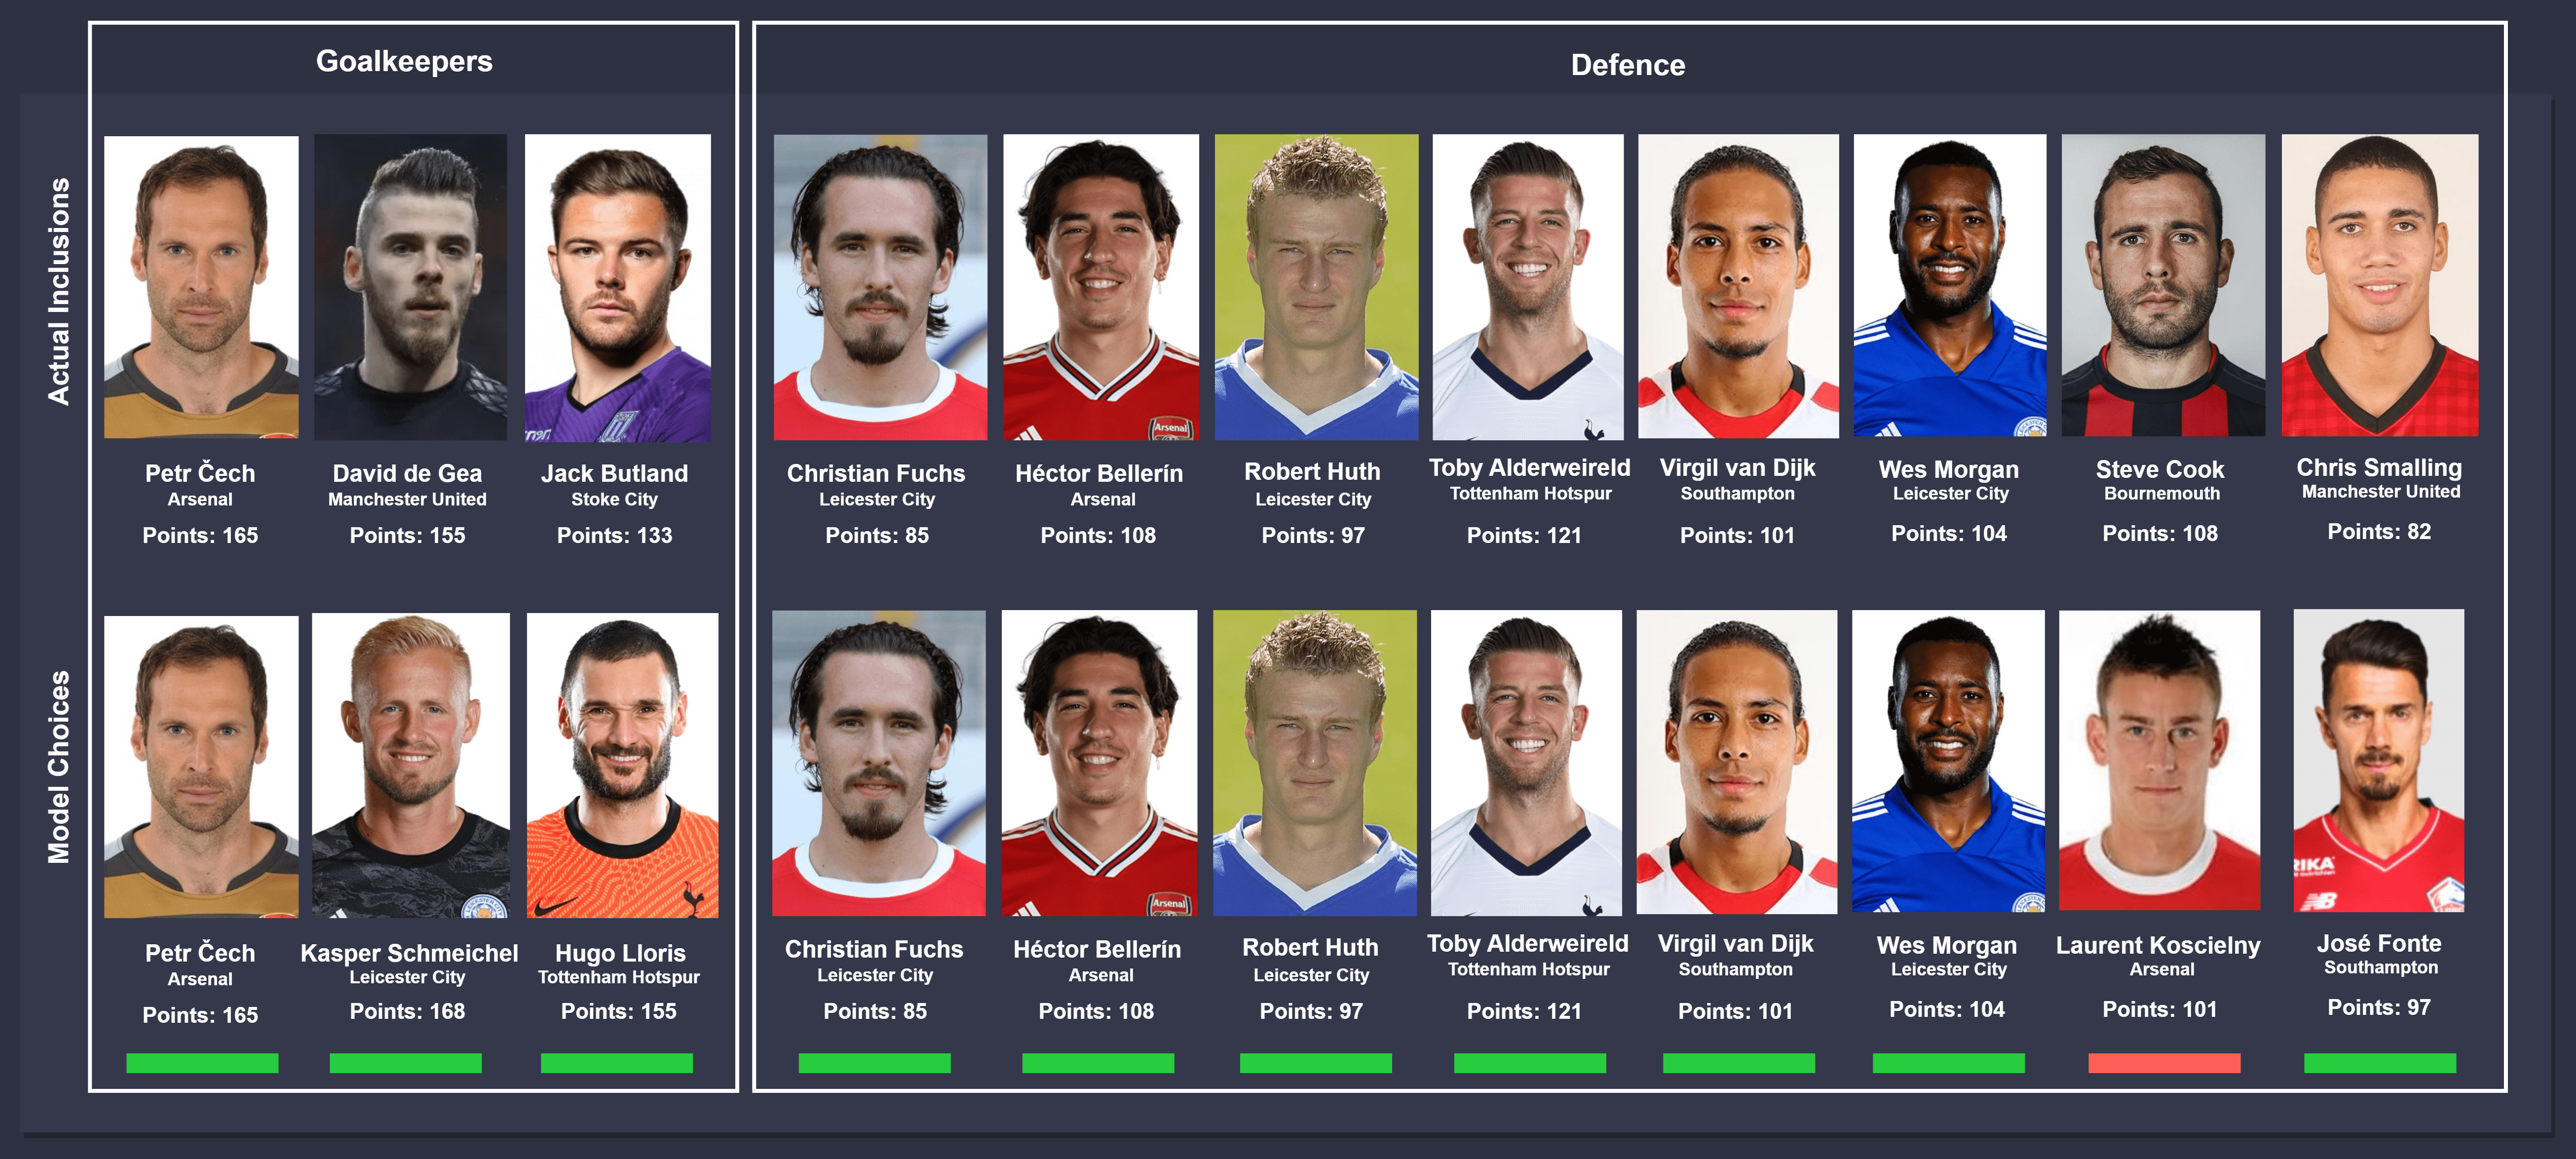 Goalkeepers
Defence
Actual Inclusions
Arsenal
Petr Čech
Arsenal
Points: 165
David de Gea
Manchester United
Points: 155
Jack Butland
Stoke City
Points: 133
Christian Fuchs
Leicester City
Points: 85
Héctor Bellerín
Arsenal
Points: 108
Robert Huth
Leicester City
Points: 97
Toby Alderweireld
Tottenham Hotspur
Points: 121
Virgil van Dijk
Southampton
Points: 101
Wes Morgan
Leicester City
Points: 104
Steve Cook
Bournemouth
Points: 108
Chris Smalling
Manchester United
Points: 82
Model Choices
Arsenal
RIKA
NB
Petr Čech
Arsenal
Points: 165
Kasper Schmeichel
Leicester City
Points: 168
Hugo Lloris
Tottenham Hotspur
Points: 155
Christian Fuchs
Leicester City
Points: 85
Héctor Bellerín
Arsenal
Points: 108
Robert Huth
Leicester City
Points: 97
Toby Alderweireld
Tottenham Hotspur
Points: 121
Virgil van Dijk
Southampton
Points: 101
Wes Morgan
Leicester City
Points: 104
Laurent Koscielny
Arsenal
Points: 101
José Fonte
Southampton
Points: 97